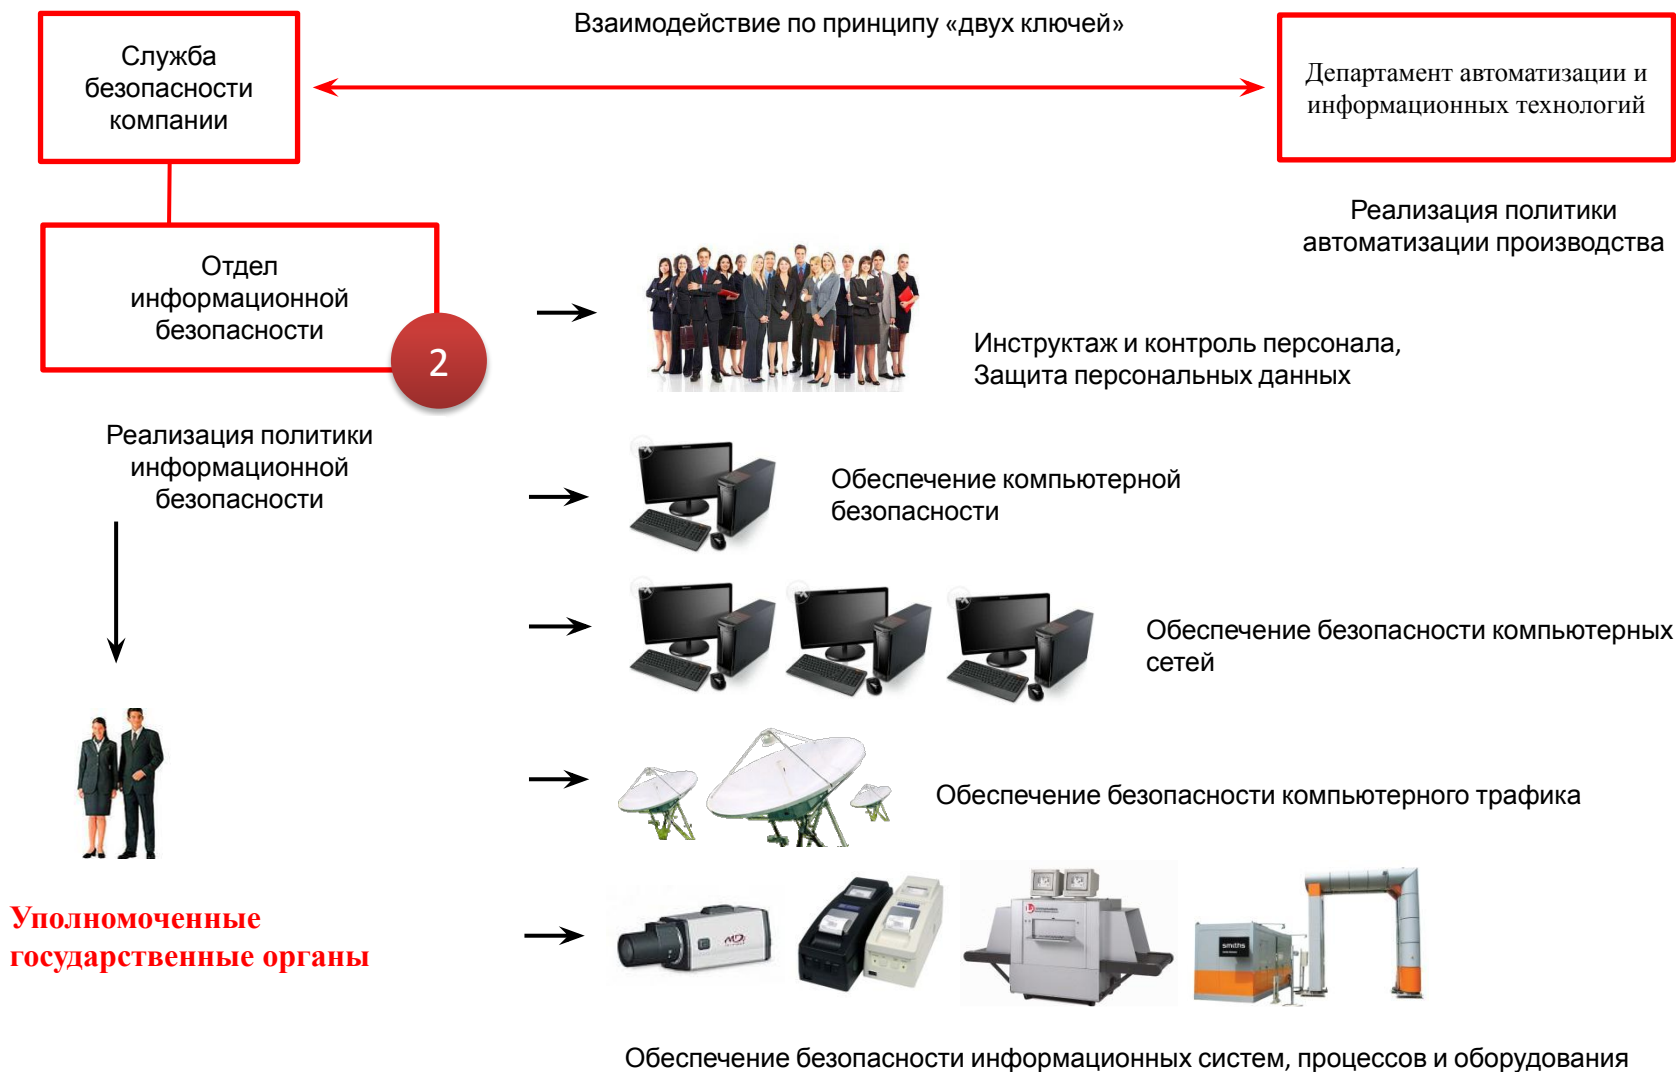 Взаимодействие по принципу «двух ключей»
Служба
безопасности
компании
Департамент автоматизации и
информационных технологий
Реализация политики
автоматизации производства
Отдел
информационной
безопасности
2
Инструктаж и контроль персонала,
Защита персональных данных
Реализация политики
информационной
безопасности
Обеспечение компьютерной
безопасности
Обеспечение безопасности компьютерных
сетей
Обеспечение безопасности компьютерного трафика
Уполномоченные
государственные органы
smiths
Обеспечение безопасности информационных систем, процессов и оборудования